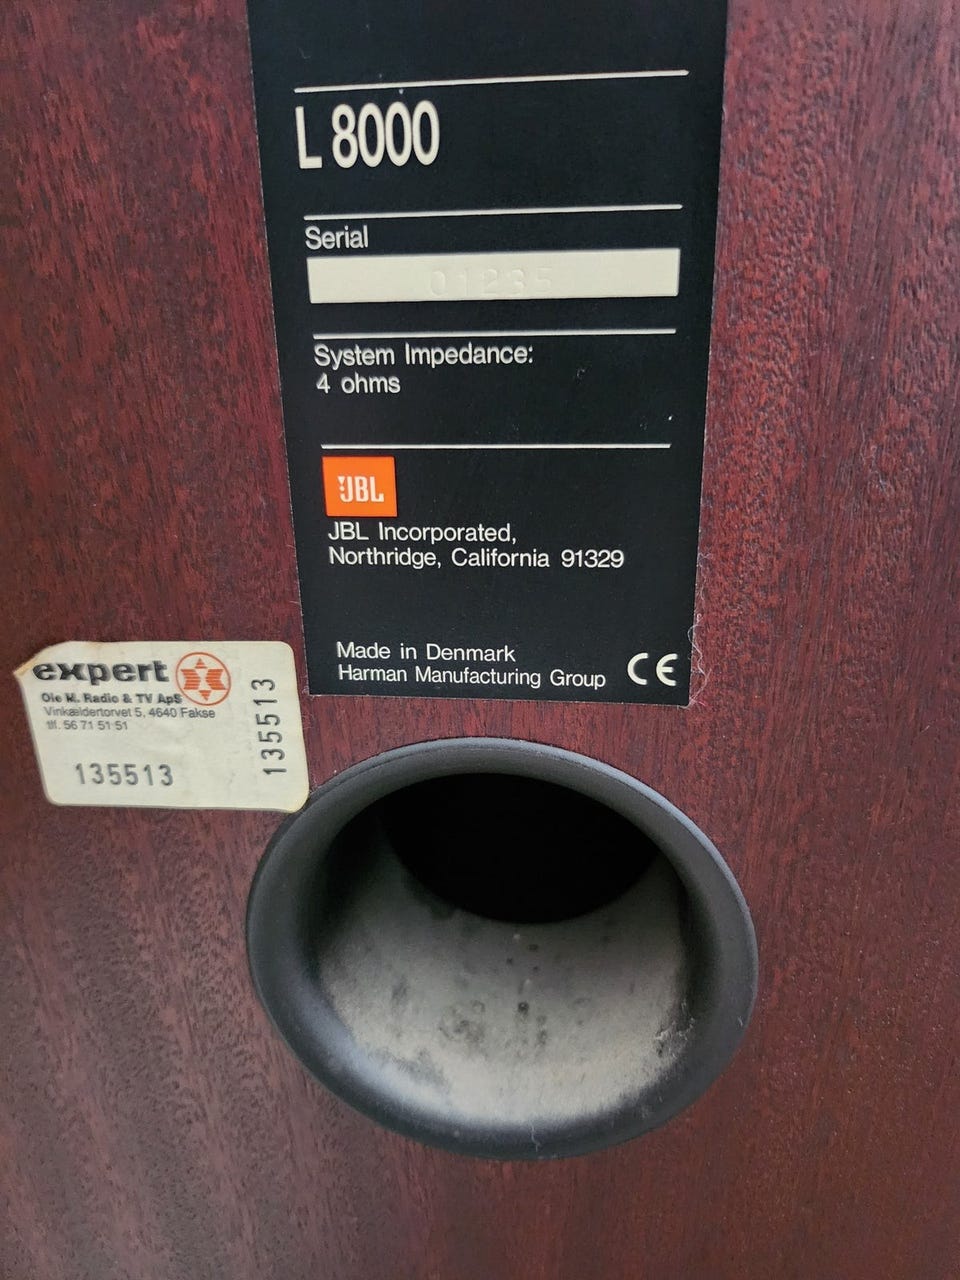 L 8000
Serial
01235
System Impedance:
4 ohms
JBL
JBL Incorporated,
Northridge, California 91329
Made in Denmark
Harman Manufacturing Group CE
expert
Ole M. Radio & TV ApS
Vinkældertorvet 5, 4640 Fakse
tlf. 56 71 51 51
135513
135513